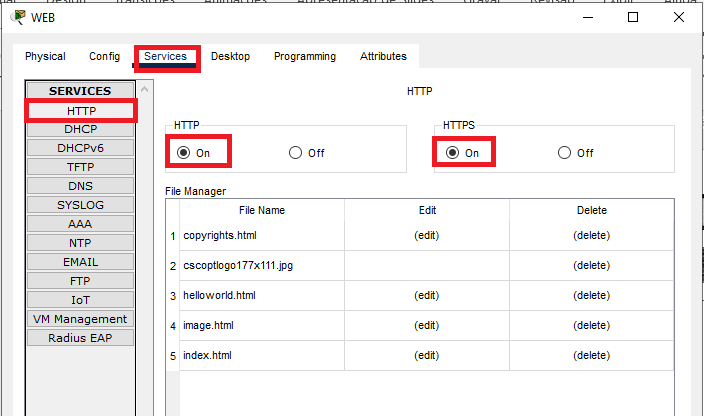 WEB
Physical Config Services Desktop Programming Attributes
SERVICES
HTTP
DHCP
DHCPv6
TFTP
DNS
SYSLOG
AAA
NTP
EMAIL
FTP
IoT
VM Management
Radius EAP
HTTP
HTTP
On Off
HTTPS
On Off
File Manager
File Name Edit Delete
1 copyrights.html (edit) (delete)
2 cscoptlogo177x111.jpg (delete)
3 helloworld.html (edit) (delete)
4 image.html (edit) (delete)
5 index.html (edit) (delete)